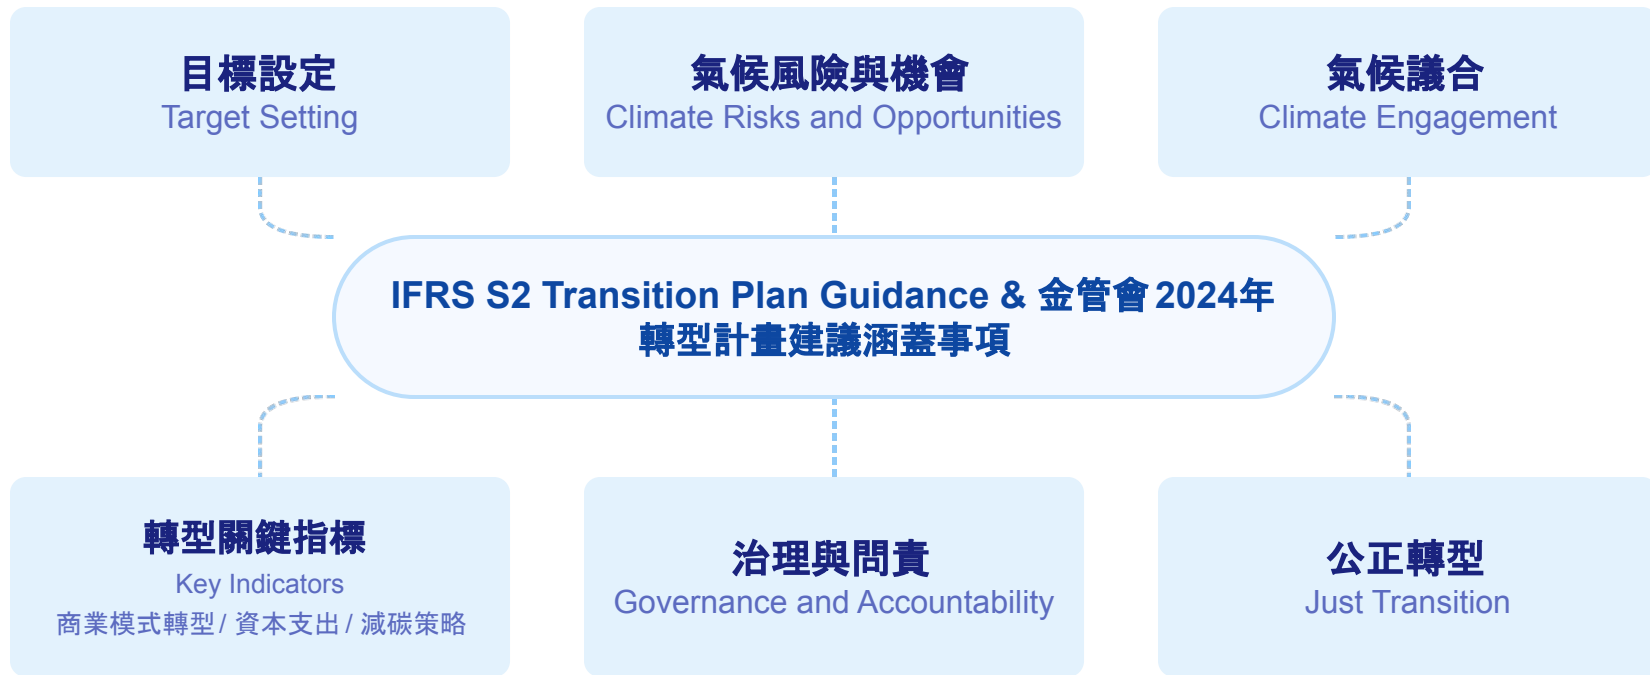 目標設定
Target Setting
氣候風險與機會
Climate Risks and Opportunities
氣候議合
Climate Engagement
IFRS S2 Transition Plan Guidance & 金管會 2024年
轉型計畫建議涵蓋事項
轉型關鍵指標
Key Indicators
商業模式轉型 / 資本支出 / 減碳策略
治理與問責
Governance and Accountability
公正轉型
Just Transition